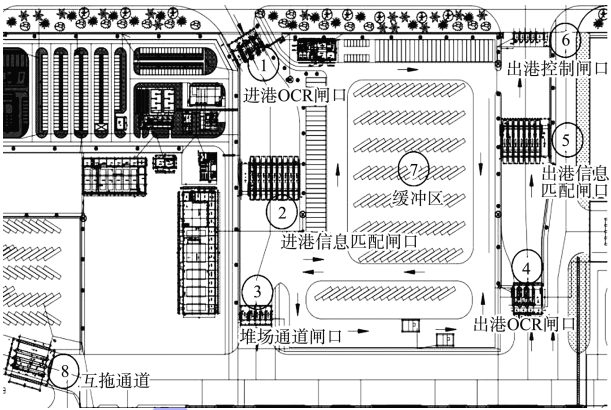 6
出港控制闸口
1
进港OCR闸口
5
出港信息
匹配闸口
7
缓冲区
2
进港信息匹配闸口
3
堆场通道闸口
4
出港OCR闸口
8
互拖通道